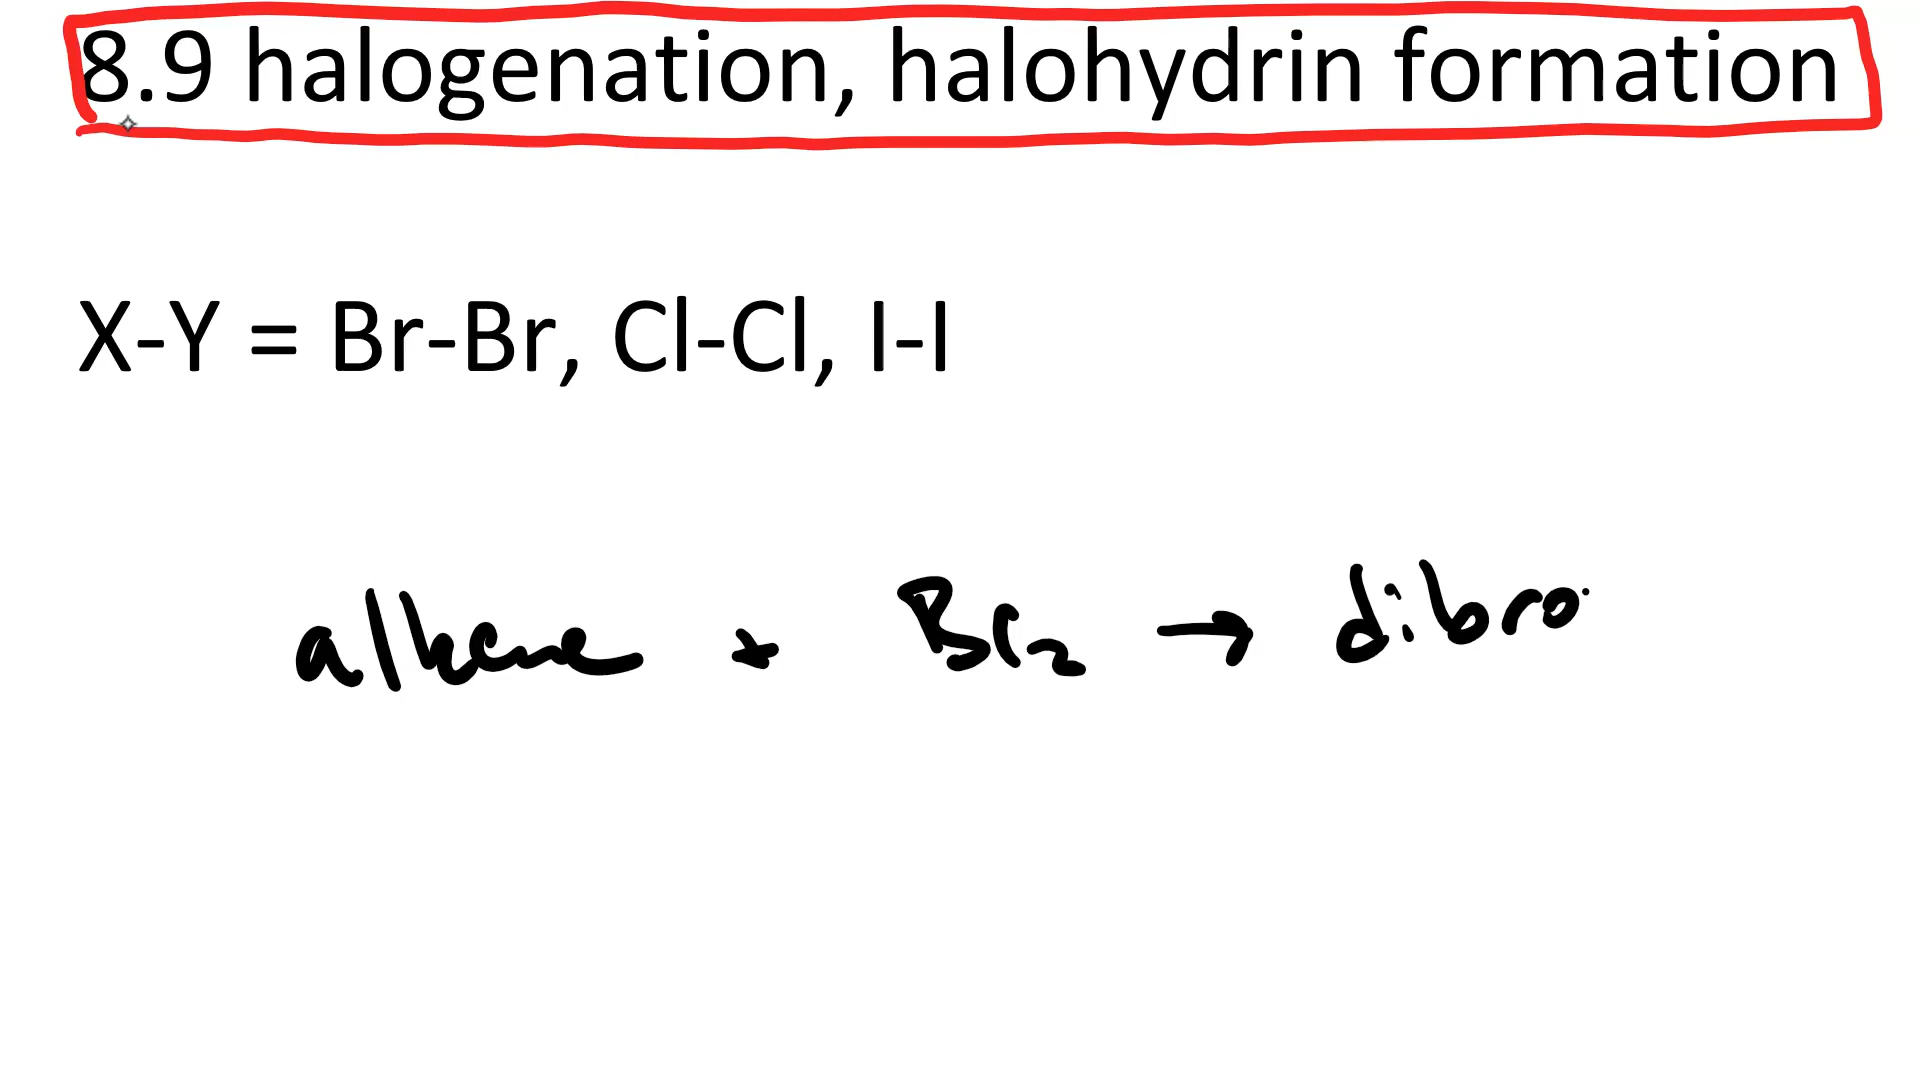 8.9 halogenation, halohydrin formation
X-Y = Br-Br, Cl-Cl, I-I
alkene + Br₂ → dibro